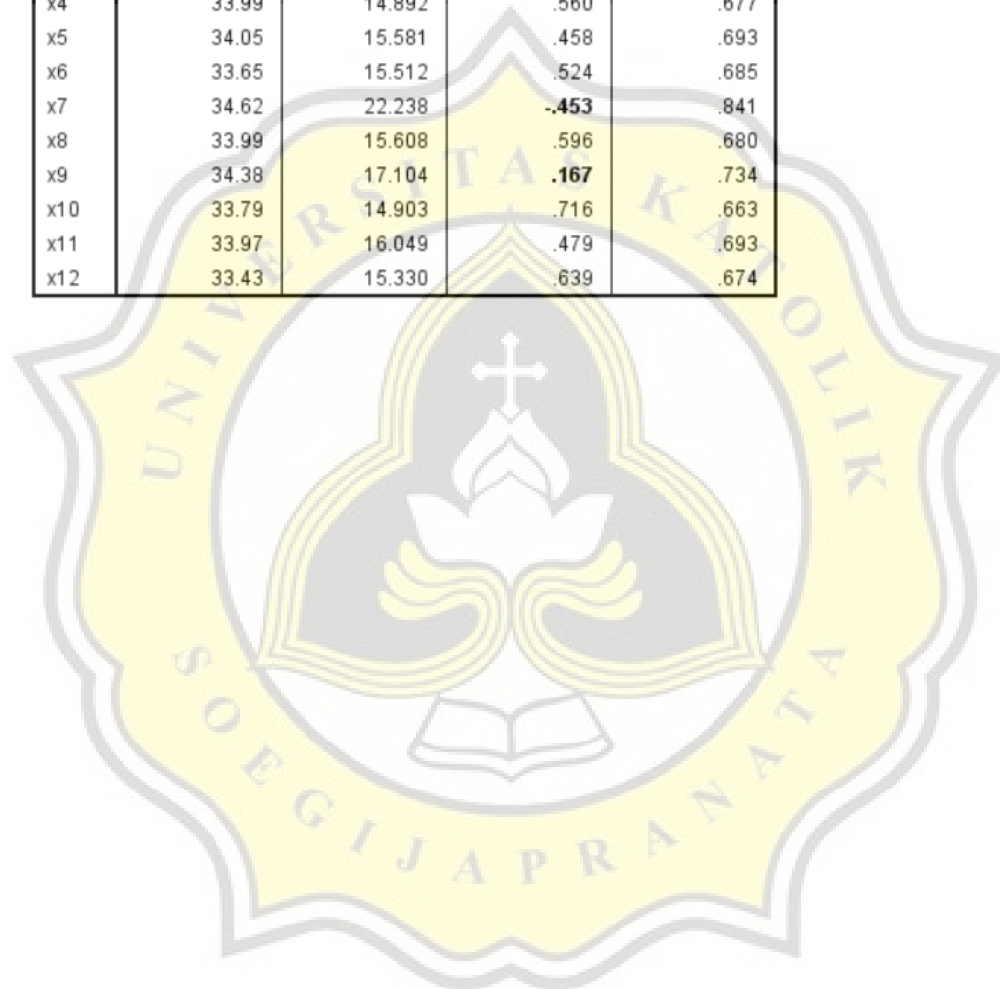 x4 33.99 14.892 .560 .677
x5 34.05 15.581 .458 .693
x6 33.65 15.512 .524 .685
x7 34.62 22.238 -.453 .841
x8 33.99 15.608 .596 .680
x9 34.38 17.104 .167 .734
x10 33.79 14.903 .716 .663
x11 33.97 16.049 .479 .693
x12 33.43 15.330 .639 .674
UNIVERSITAS KATOLIK
SOEGIJAPRANATA